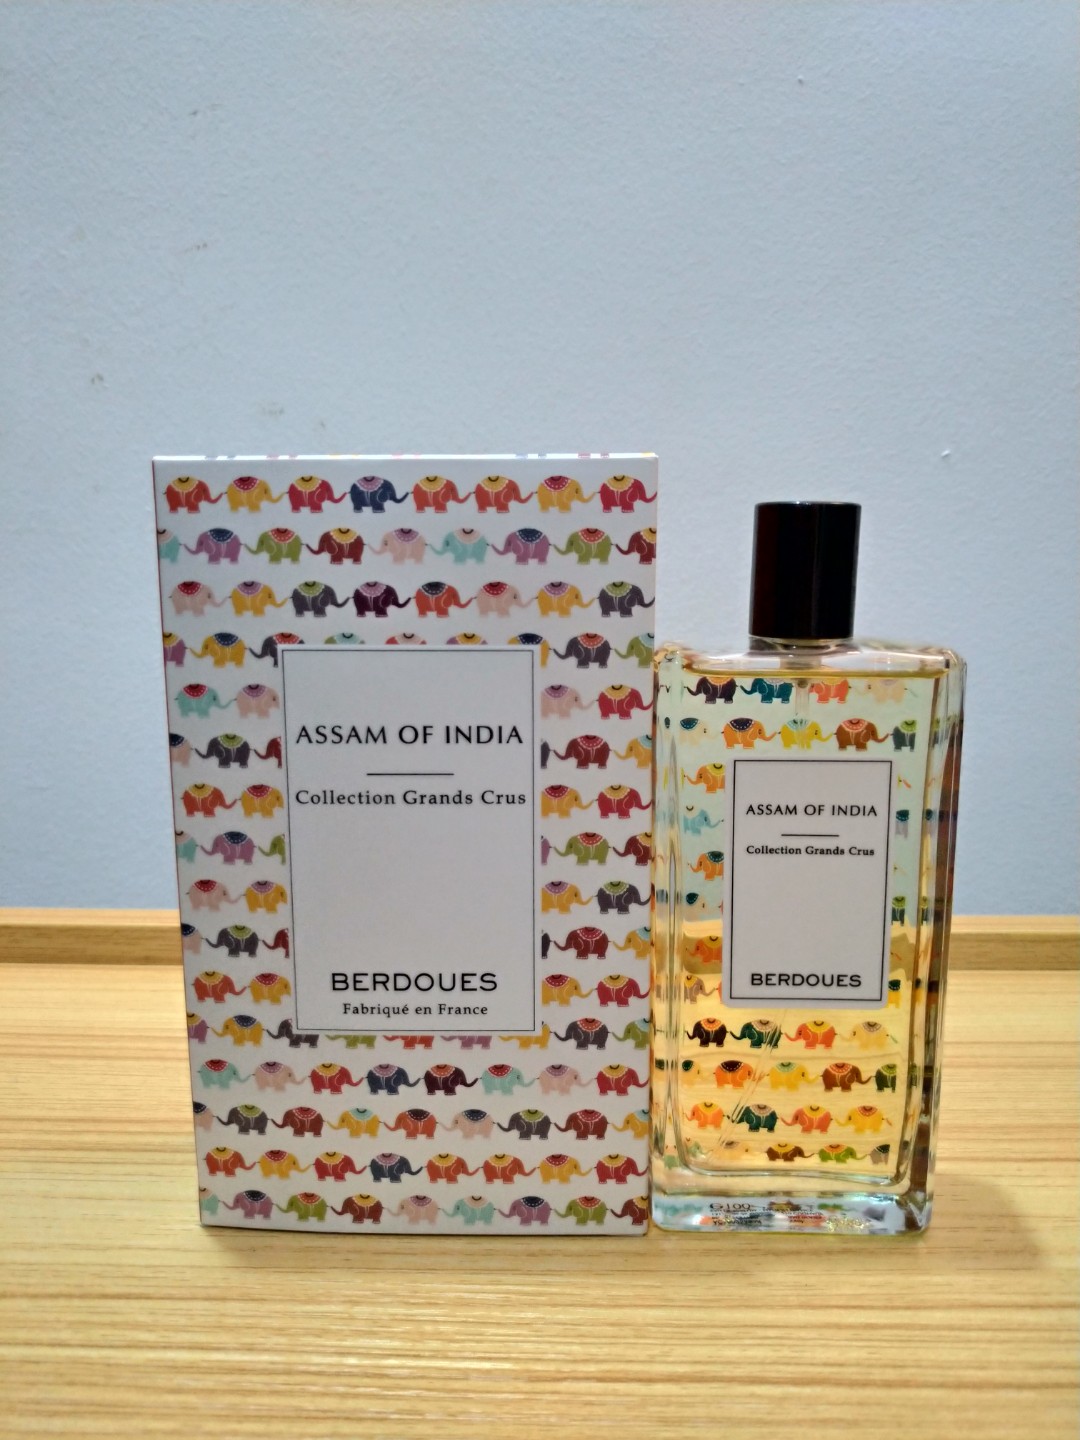 ASSAM OF INDIA
Collection Grands Crus
BERDOUES
Fabriqué en France
ASSAM OF INDIA
Collection Grands Crus
BERDOUES